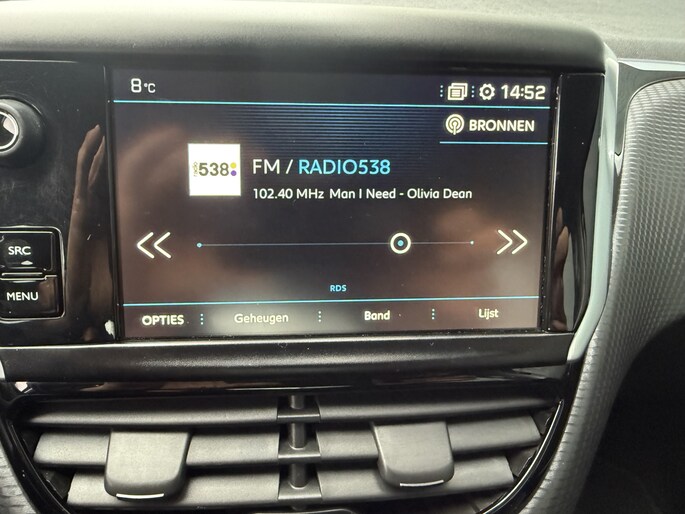 8°C
14:52
BRONNEN
radio
538
FM / RADIO538
102.40 MHz Man I Need - Olivia Dean
SRC
MENU
RDS
OPTIES
Geheugen
Band
Lijst